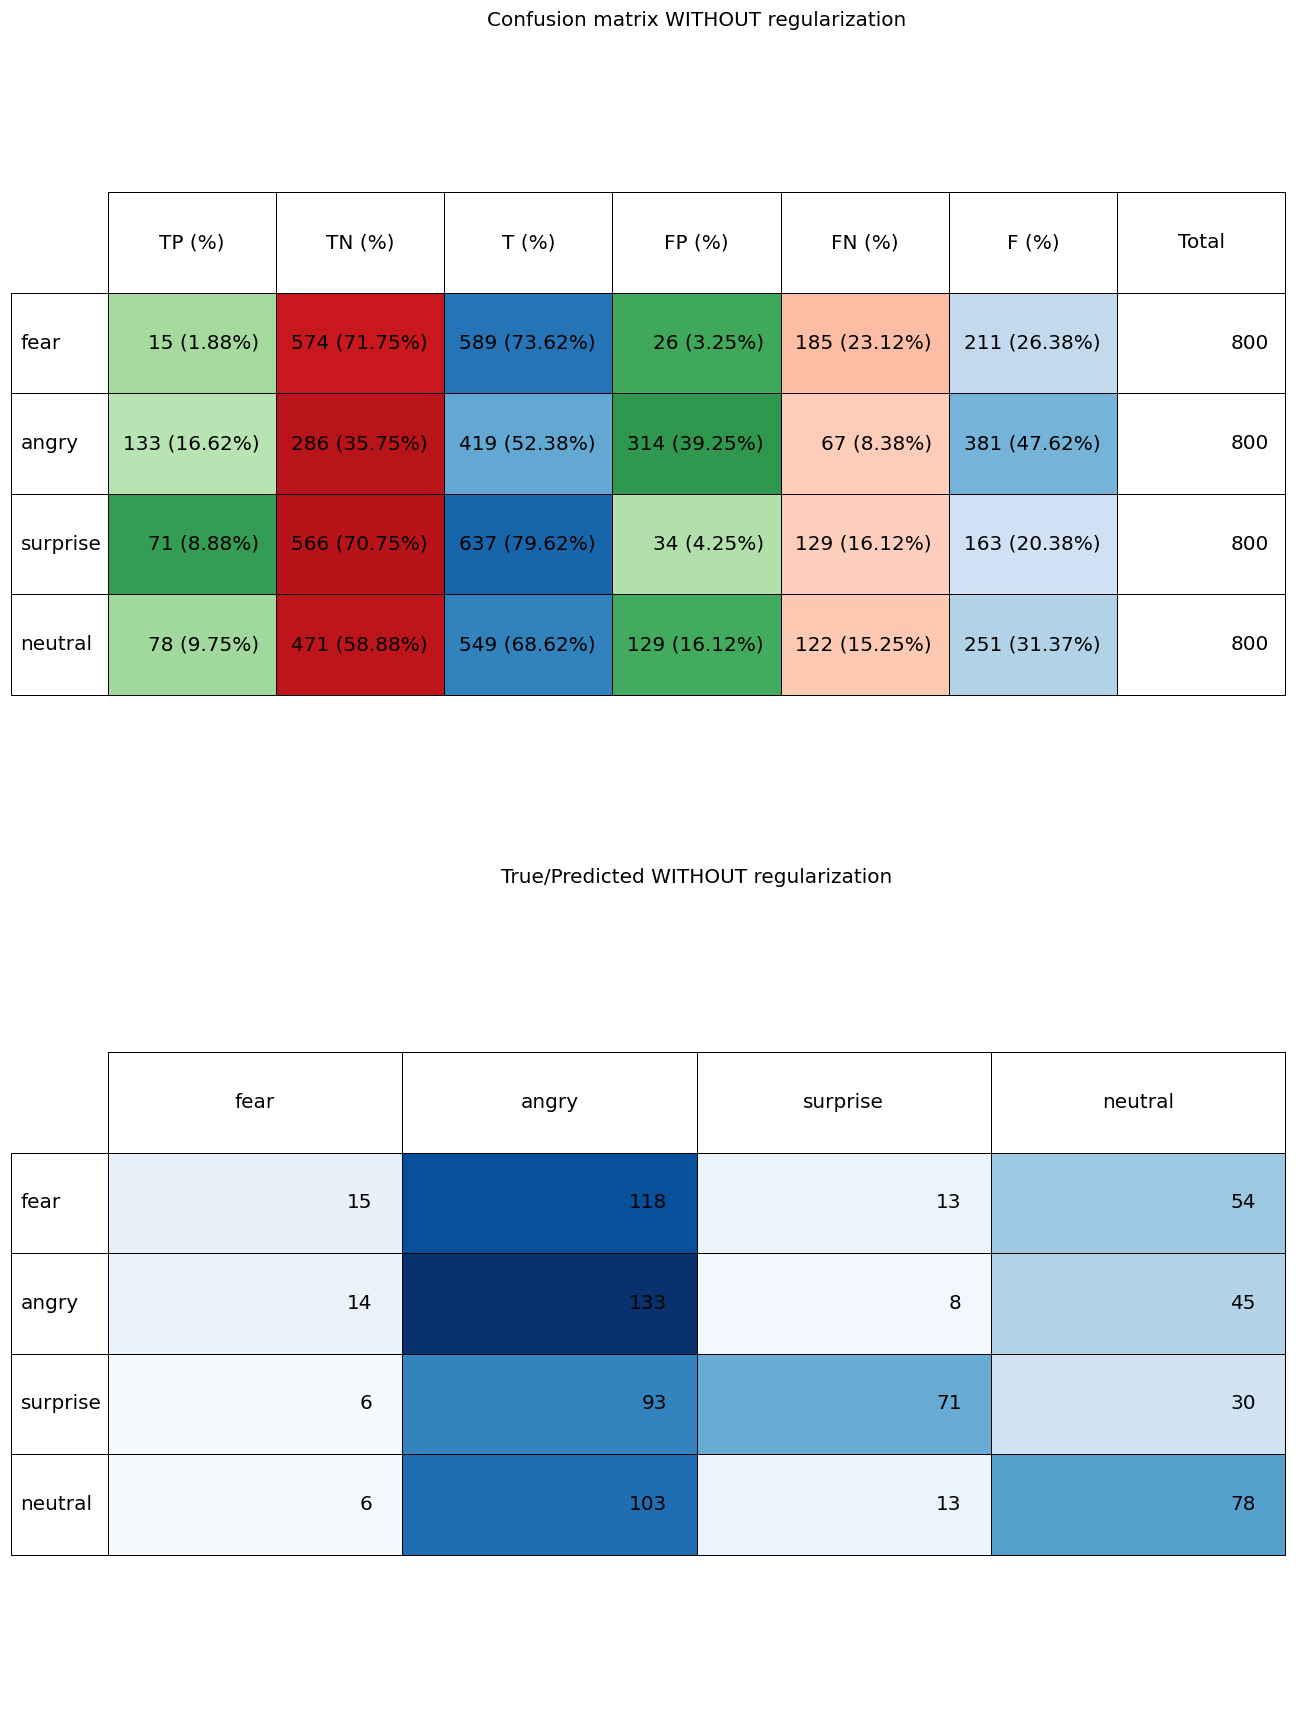 Confusion matrix WITHOUT regularization
TP (%) TN (%) T (%) FP (%) FN (%) F (%) Total
fear 15 (1.88%) 574 (71.75%) 589 (73.62%) 26 (3.25%) 185 (23.12%) 211 (26.38%) 800
angry 133 (16.62%) 286 (35.75%) 419 (52.38%) 314 (39.25%) 67 (8.38%) 381 (47.62%) 800
surprise 71 (8.88%) 566 (70.75%) 637 (79.62%) 34 (4.25%) 129 (16.12%) 163 (20.38%) 800
neutral 78 (9.75%) 471 (58.88%) 549 (68.62%) 129 (16.12%) 122 (15.25%) 251 (31.37%) 800
True/Predicted WITHOUT regularization
fear angry surprise neutral
fear 15 118 13 54
angry 14 133 8 45
surprise 6 93 71 30
neutral 6 103 13 78